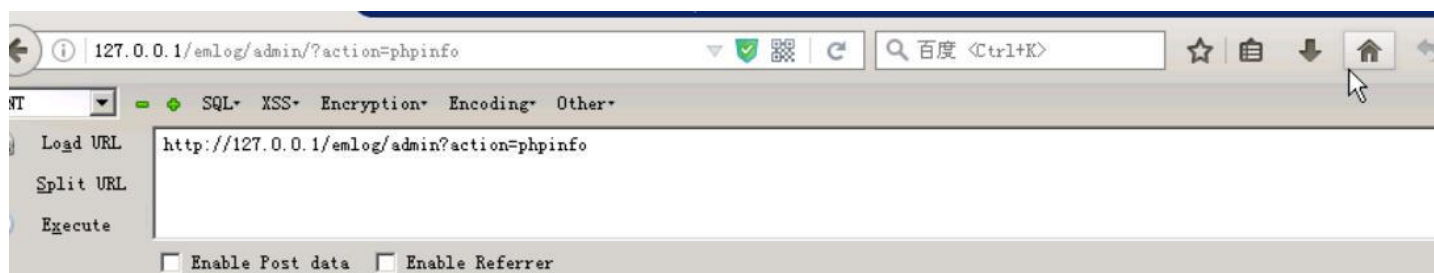 127.0.0.1/emlog/admin/?action=phpinfo 百度 <Ctrl+K>
NT SQL▾ XSS▾ Encryption▾ Encoding▾ Other▾
Load URL http://127.0.0.1/emlog/admin?action=phpinfo
Split URL
Execute
Enable Post data Enable Referrer